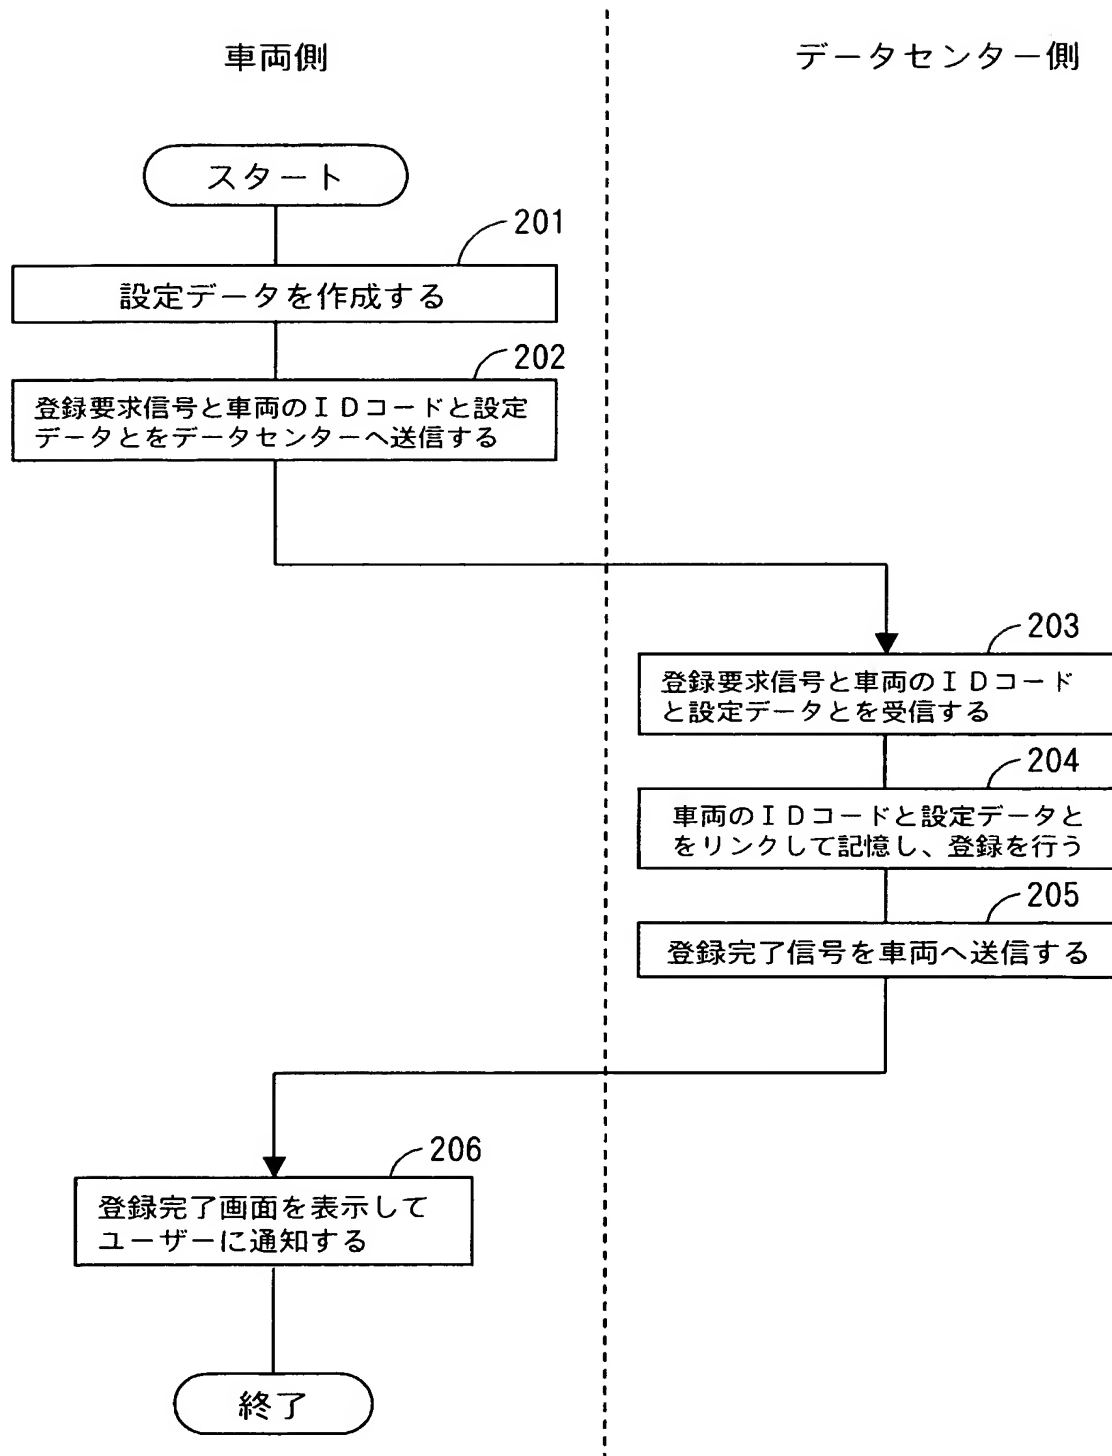 車両側
データセンター側
スタート
201
設定データを作成する
202
登録要求信号と車両のＩＤコードと設定
データとをデータセンターへ送信する
203
登録要求信号と車両のＩＤコード
と設定データとを受信する
204
車両のＩＤコードと設定データと
をリンクして記憶し、登録を行う
205
登録完了信号を車両へ送信する
206
登録完了画面を表示して
ユーザーに通知する
終了